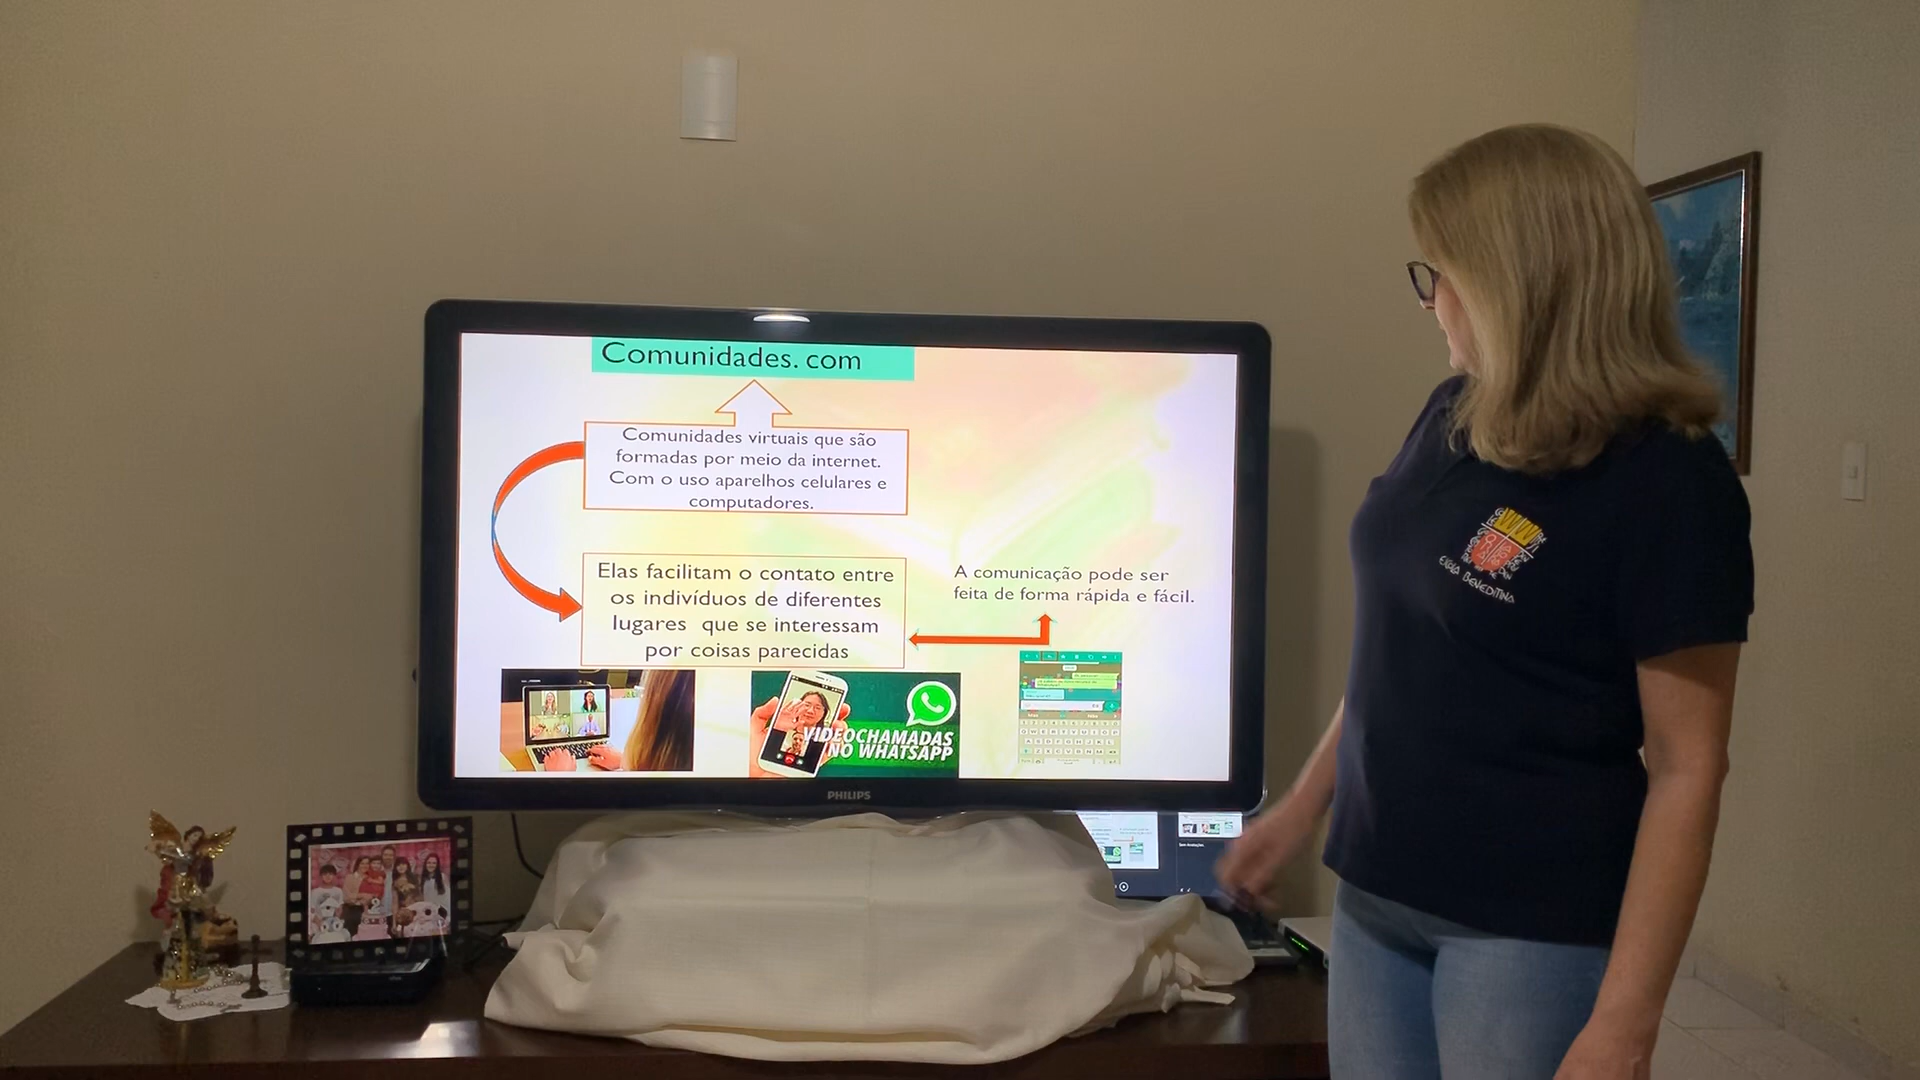 Comunidades. com
Comunidades virtuais que são
formadas por meio da internet.
Com o uso aparelhos celulares e
computadores.
Elas facilitam o contato entre
os indivíduos de diferentes
lugares que se interessam
por coisas parecidas
A comunicação pode ser
feita de forma rápida e fácil.
VIDEOCHAMADAS
NO WHATSAPP
PHILIPS
ESCOLA BENEDITINA